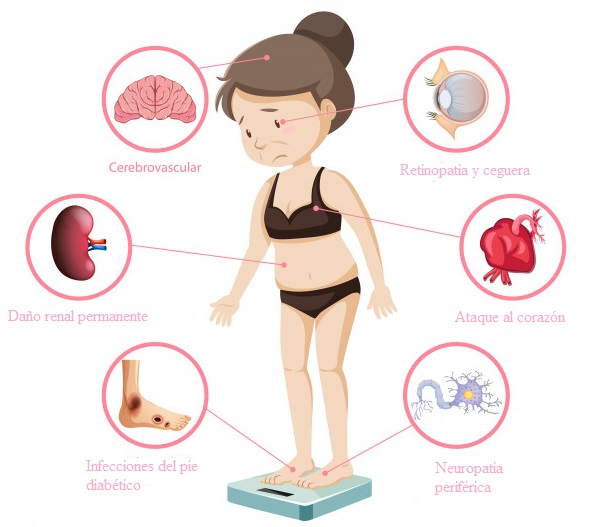 Cerebrovascular
Retinopatia y ceguera
Daño renal permanente
Ataque al corazón
Infecciones del pie
diabético
Neuropatia
periférica